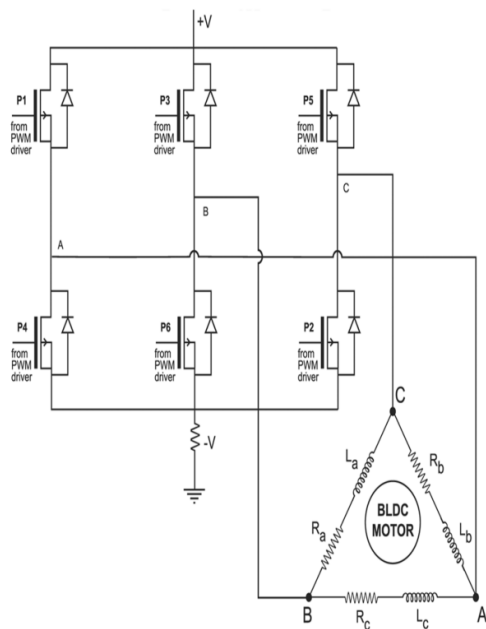 +V
P1
from
PWM
driver
P3
from
PWM
driver
P5
from
PWM
driver
C
B
A
P4
from
PWM
driver
P6
from
PWM
driver
P2
from
PWM
driver
-V
C
La
Rb
BLDC
MOTOR
Ra
Lb
B
Rc
Lc
A